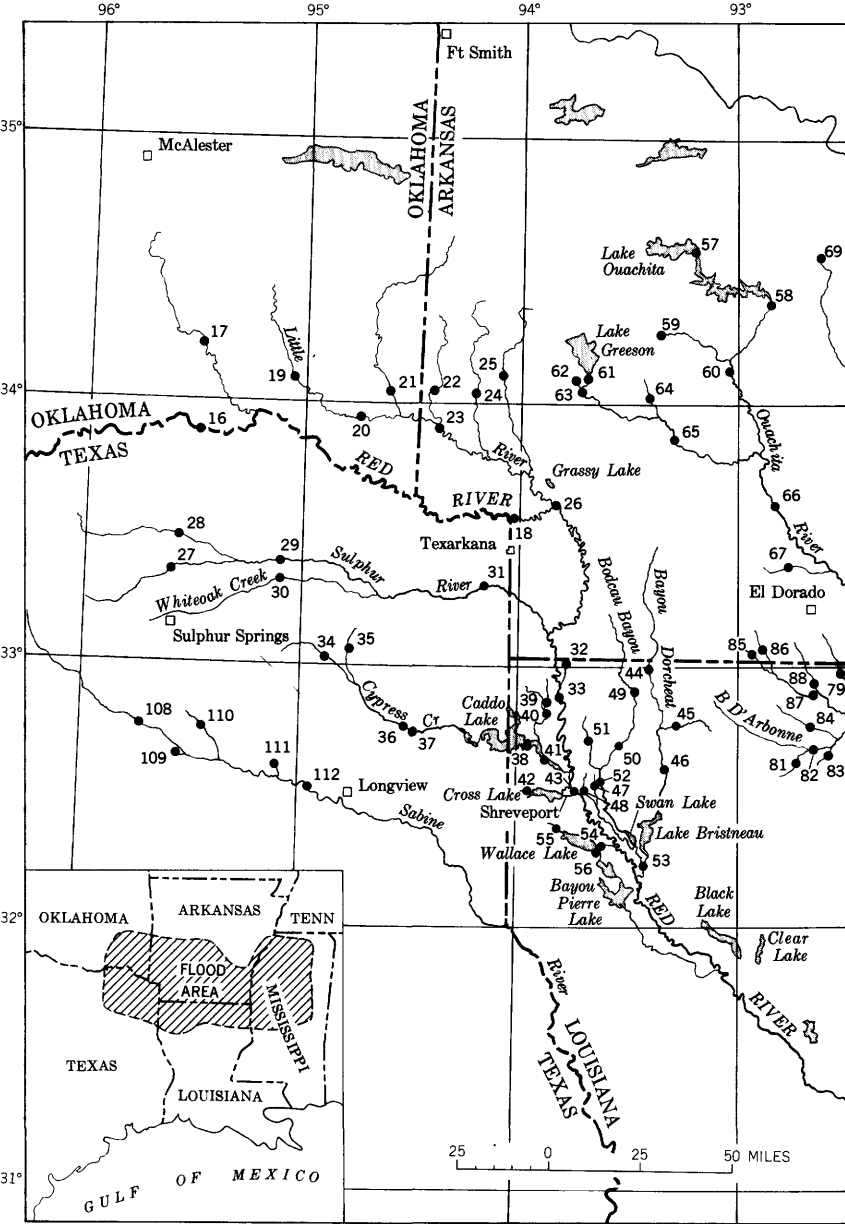 96°
95°
94°
93°
Ft Smith
35°
McAlester
OKLAHOMA
ARKANSAS
57
69
Lake
Ouachita
58
59
17
Little
Lake
Greeson
25
19
62
61
60
21
22
24
63
64
34°
OKLAHOMA
16
20
23
65
TEXAS
RED
River
Ouachita
Grassy Lake
RIVER
26
66
18
28
River
Texarkana
29
27
Sulphur
31
67
Bodcau Bayou
Bayou
Dorcheat
Whiteoak Creek
30
River
El Dorado
Sulphur Springs
34
35
85
86
33°
32
44
88
79
33
49
87
39
Caddo
Lake
40
Cypress
Cr
45
84
B D'Arbonne
108
110
51
36
37
50
109
38
41
46
81
82
83
111
42
43
52
47
112
Longview
Cross Lake
48
Swan Lake
Shreveport
Sabine
54
Lake Bristneau
55
Wallace Lake
53
56
Bayou
Pierre
Lake
RED
Black
Lake
32°
Clear
Lake
OKLAHOMA
ARKANSAS
TENN
FLOOD
AREA
MISSISSIPPI
River
RIVER
TEXAS
LOUISIANA
LOUISIANA
TEXAS
25 0 25 50 MILES
31°
GULF OF MEXICO